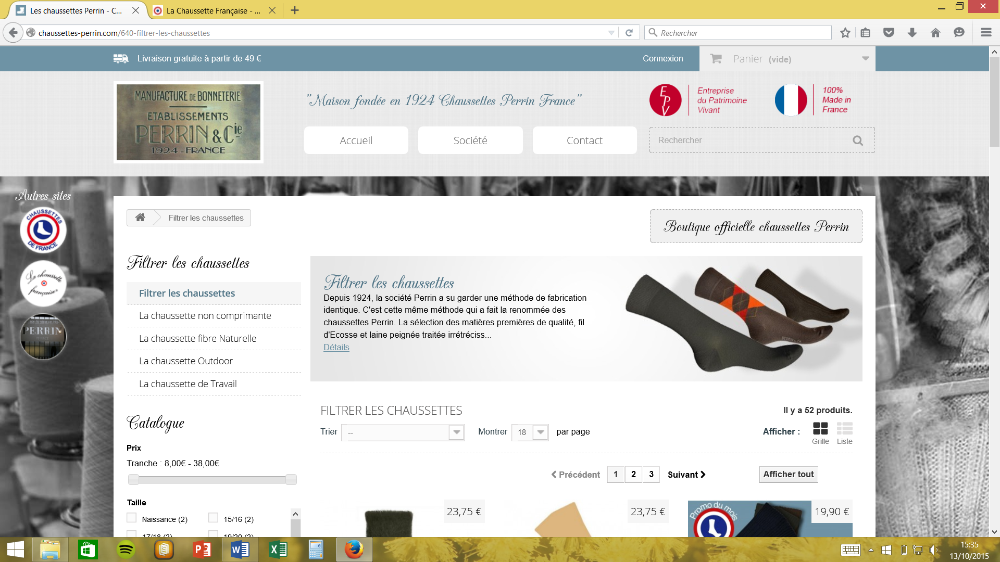 Les chaussettes Perrin - C...
La Chaussette Française - ...
chaussettes-perrin.com/640-filtrer-les-chaussettes
Rechercher
Livraison gratuite à partir de 49 €
Connexion
Panier (vide)
MANUFACTURE DE BONNETERIE
ETABLISSEMENTS
PERRIN & Cie
1924 - FRANCE
"Maison fondée en 1924 Chaussettes Perrin France"
EPV
Entreprise
du Patrimoine
Vivant
100%
Made in
France
Accueil
Société
Contact
Rechercher
Autres sites
CHAUSSETTES
DE FRANCE
La chaussette
française
PERRIN
Filtrer les chaussettes
Boutique officielle chaussettes Perrin
Filtrer les chaussettes
Filtrer les chaussettes
La chaussette non comprimante
La chaussette fibre Naturelle
La chaussette Outdoor
La chaussette de Travail
Filtrer les chaussettes
Depuis 1924, la société Perrin a su garder une méthode de fabrication
identique. C'est cette même méthode qui a fait la renommée des
chaussettes Perrin. La sélection des matières premières de qualité, fil
d'Ecosse et laine peignée traitée irrétréciss...
Détails
Catalogue
Prix
Tranche : 8,00€ - 38,00€
Taille
Naissance (2)
15/16 (2)
17/18 (2)
19/20 (2)
FILTRER LES CHAUSSETTES
Il y a 52 produits.
Trier --
Montrer 18 par page
Afficher :
Grille
Liste
Précédent 1 2 3 Suivant
Afficher tout
23,75 €
23,75 €
Promo du mois
19,90 €
15:35
13/10/2015